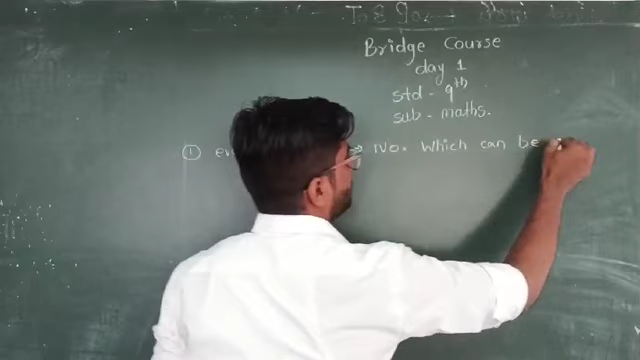 Bridge Course
day 1
std - 9th
sub - maths.
① ev → No. which can be